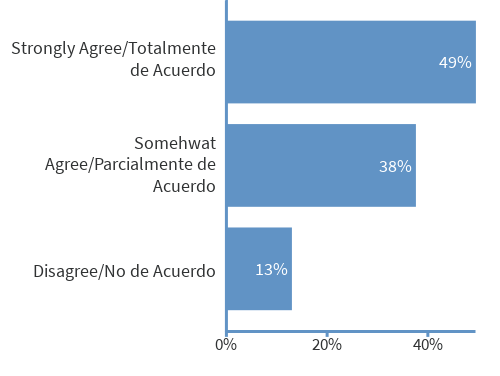 Strongly Agree/Totalmente
de Acuerdo
49%
Somehwat
Agree/Parcialmente de
Acuerdo
38%
Disagree/No de Acuerdo
13%
0%
20%
40%